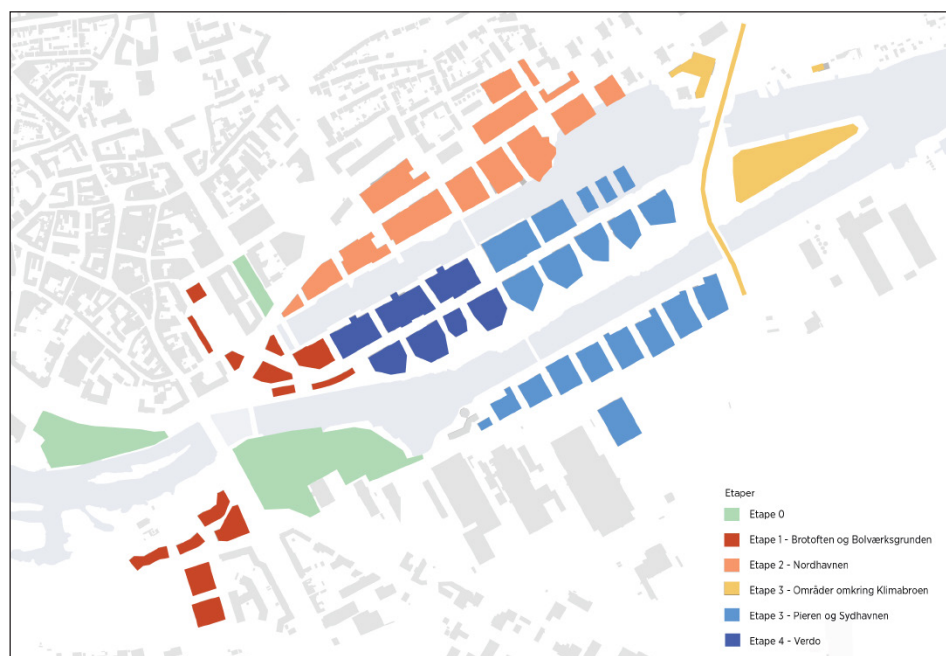 Etaper
Etape 0
Etape 1 - Brotoften og Bolværksgrunden
Etape 2 - Nordhavnen
Etape 3 - Områder omkring Klimabroen
Etape 3 - Pieren og Sydhavnen
Etape 4 - Verdo